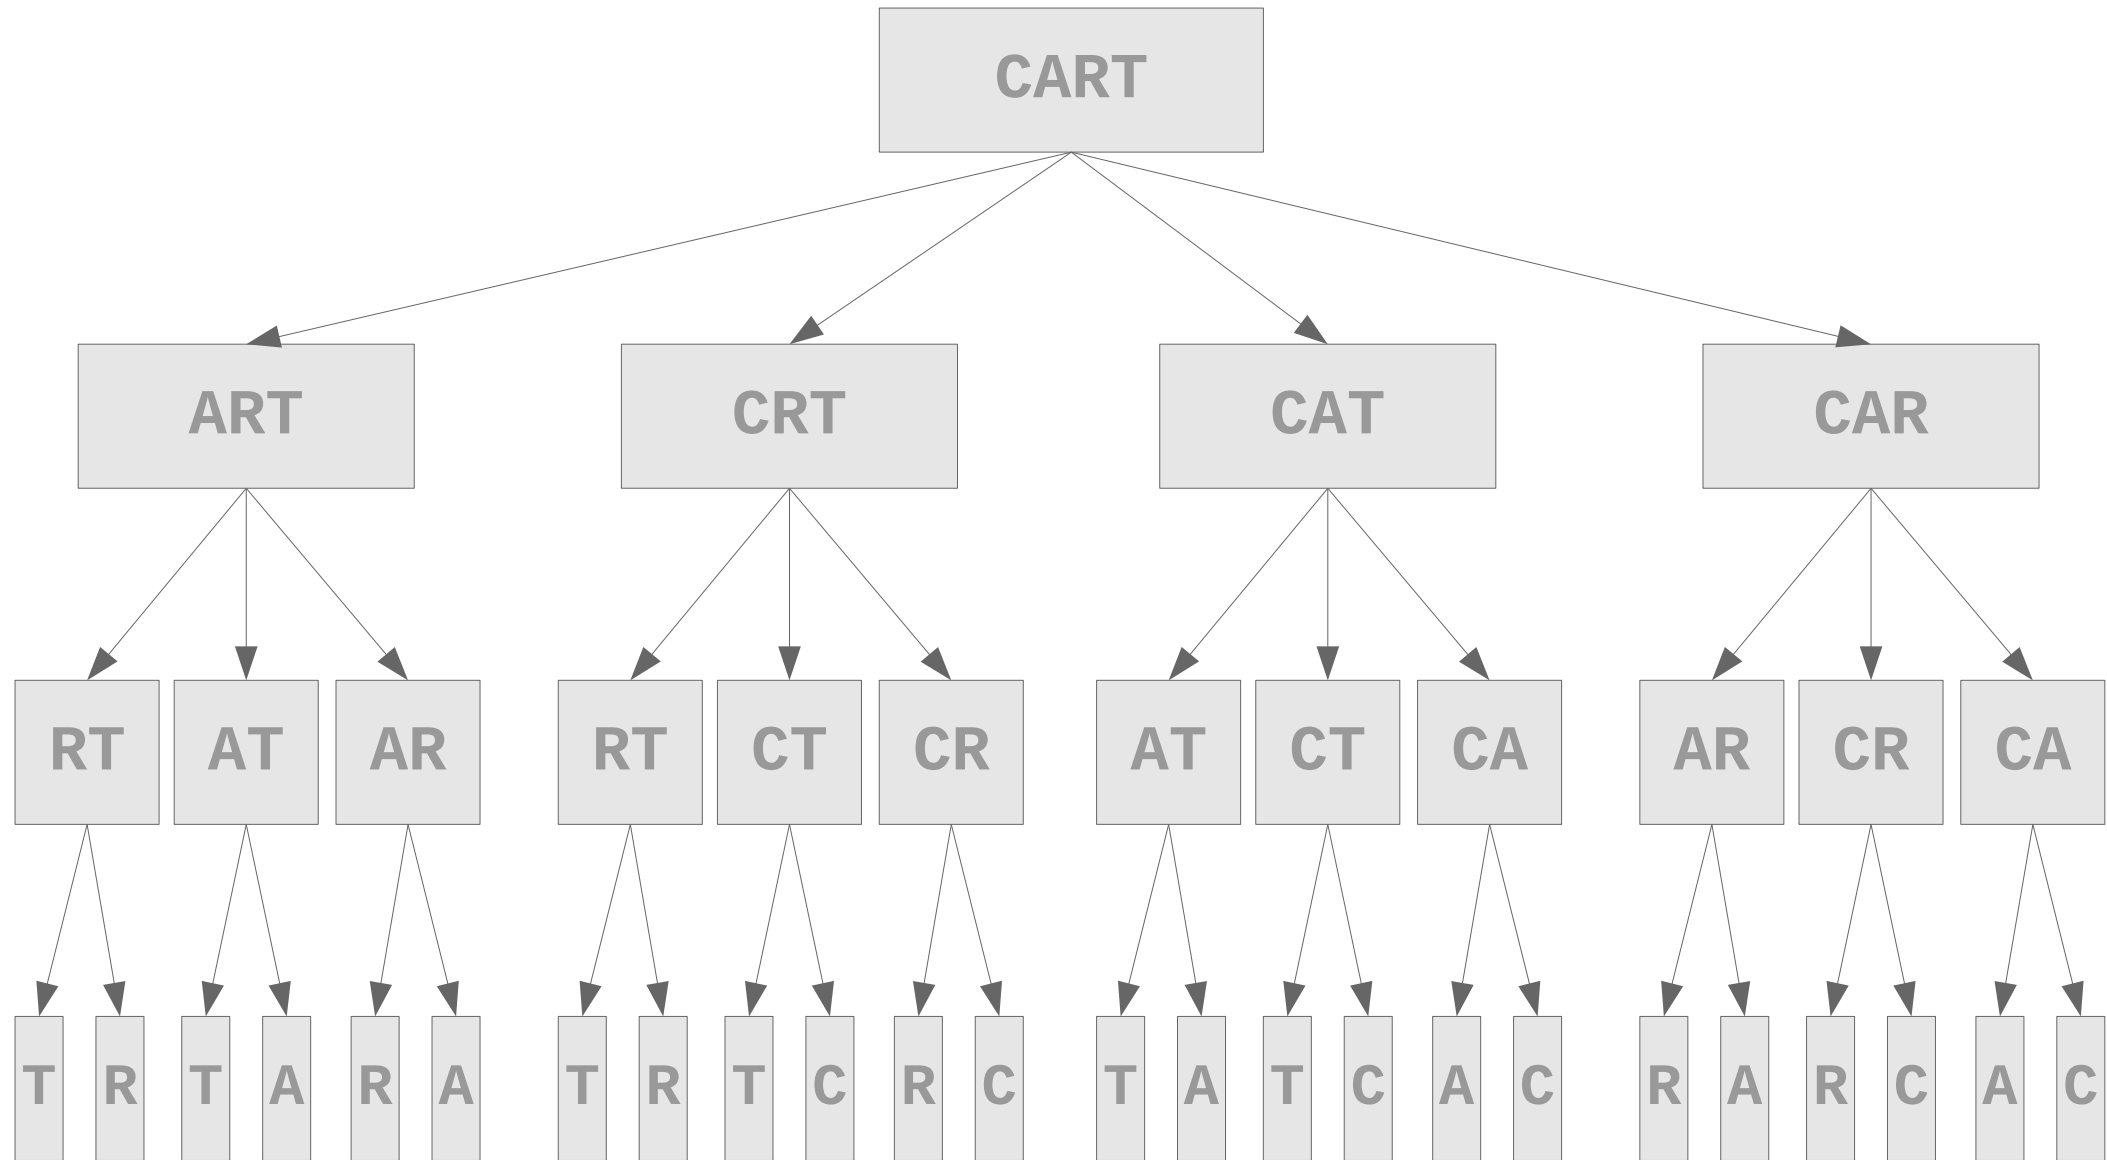 CART
ART CRT CAT CAR
RT AT AR RT CT CR AT CT CA AR CR CA
T R T A R A T R T C R C T A T C A C R A R C A C